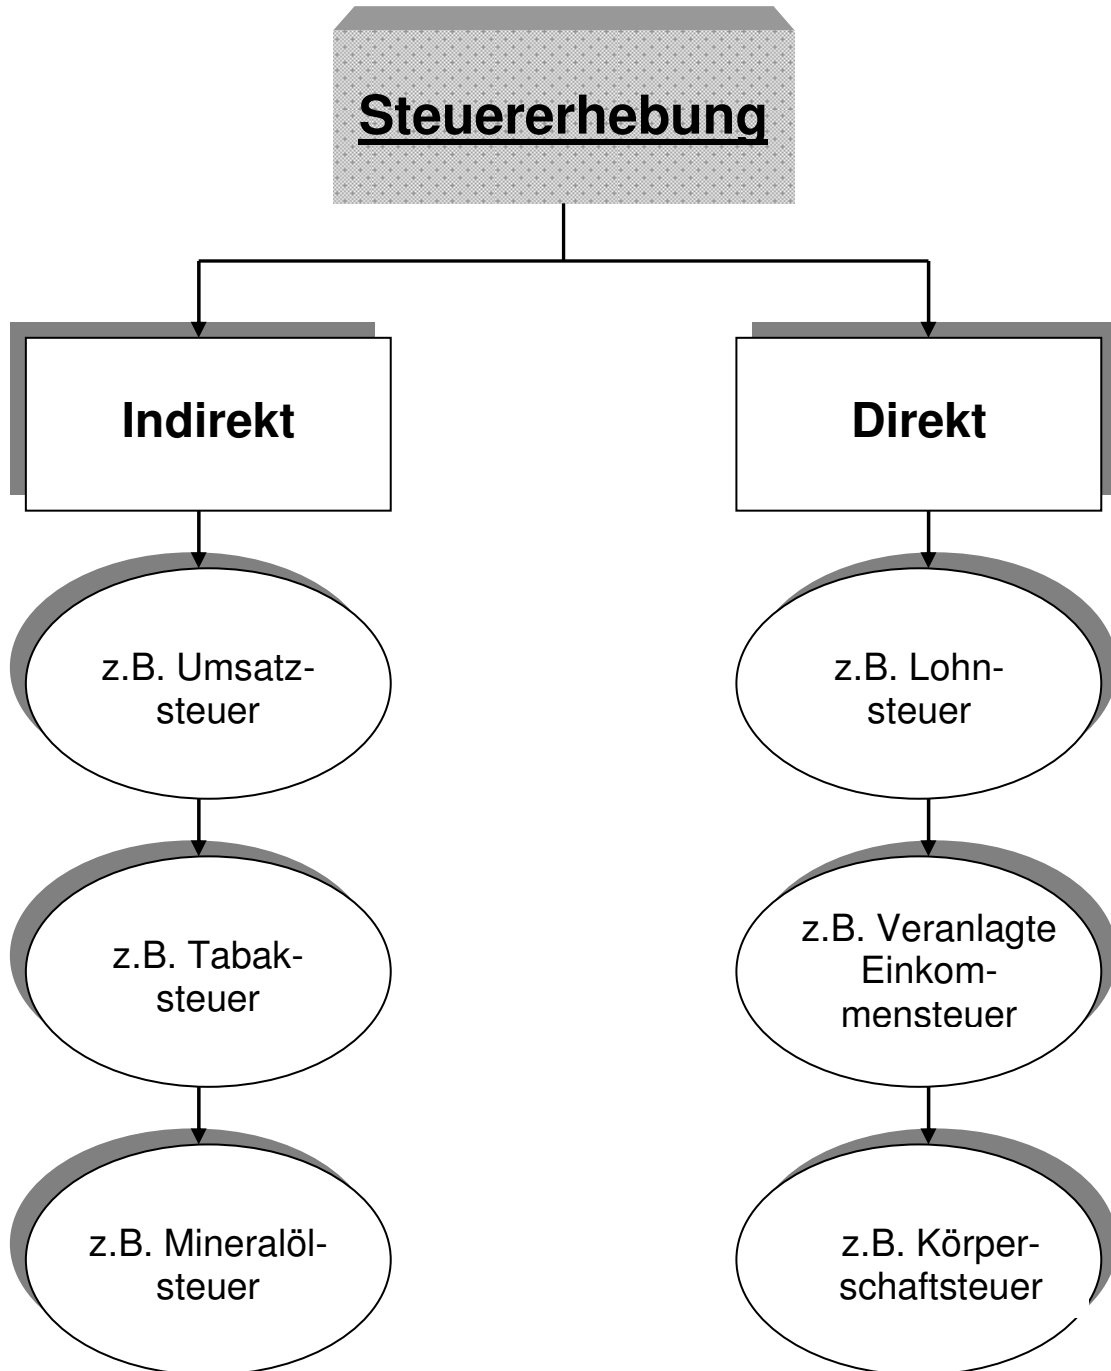 Steuererhebung
Indirekt
Direkt
z.B. Umsatz-
steuer
z.B. Lohn-
steuer
z.B. Tabak-
steuer
z.B. Veranlagte
Einkom-
mensteuer
z.B. Mineralöl-
steuer
z.B. Körper-
schaftsteuer